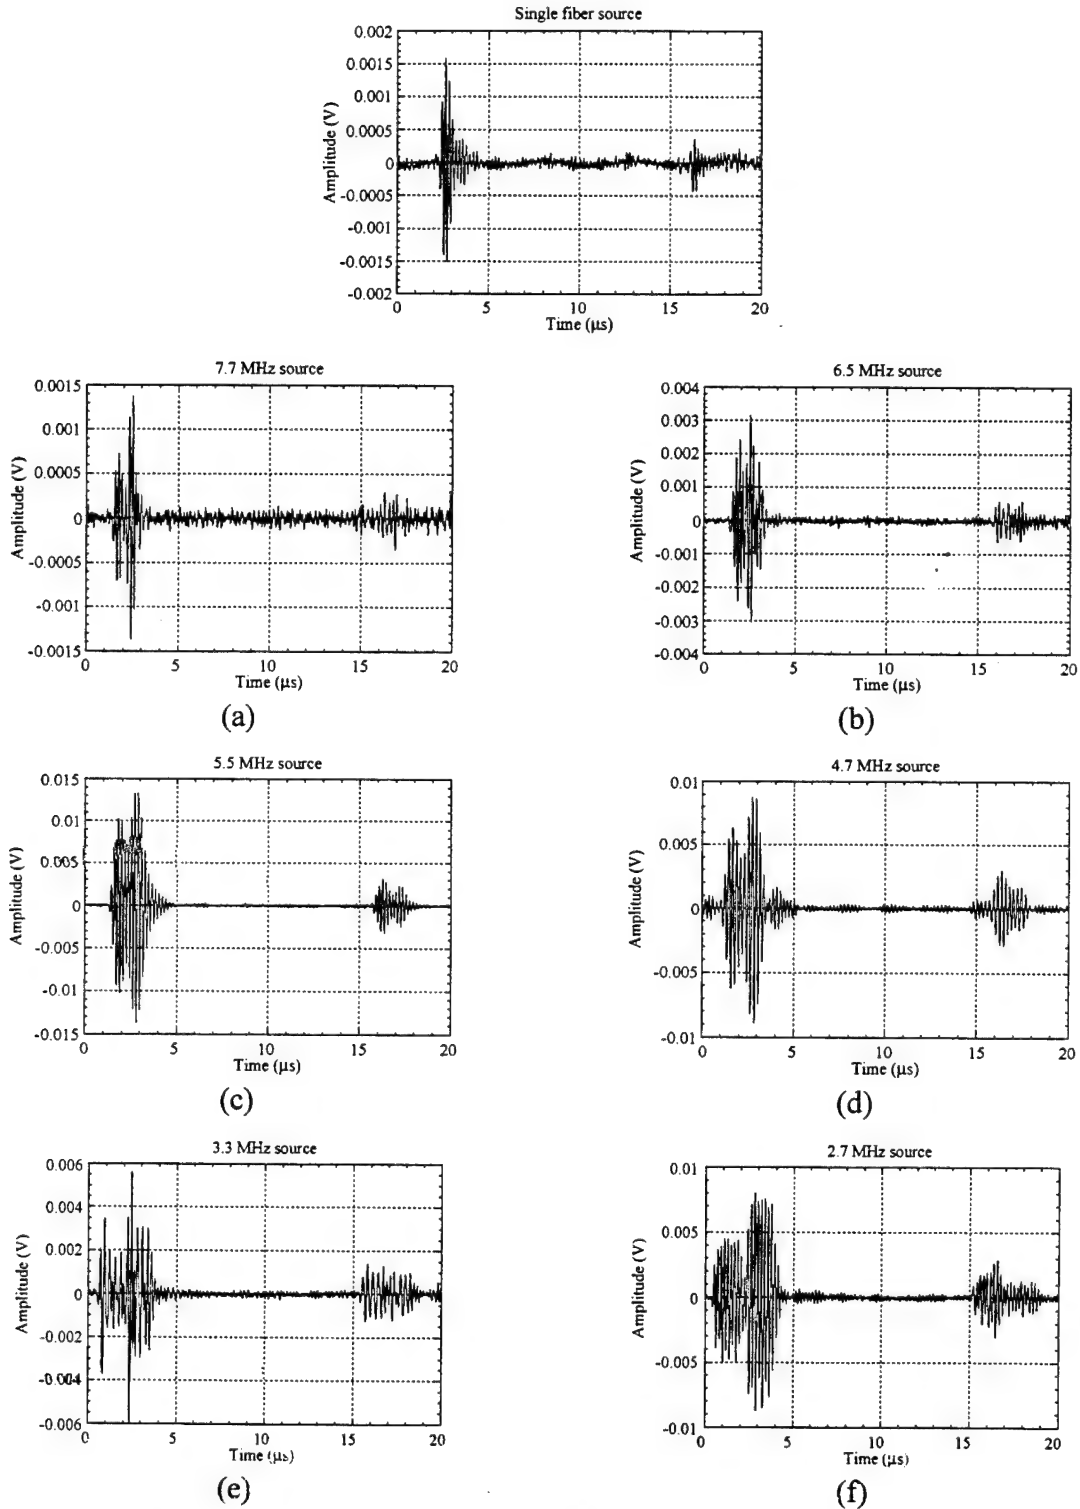 Single fiber source
0.002
0.0015
0.001
0.0005
0
-0.0005
-0.001
-0.0015
-0.002
Amplitude (V)
0 5 10 15 20
Time (μs)
7.7 MHz source
0.0015
0.001
0.0005
0
-0.0005
-0.001
-0.0015
Amplitude (V)
0 5 10 15 20
Time (μs)
(a)
6.5 MHz source
0.004
0.003
0.002
0.001
0
-0.001
-0.002
-0.003
-0.004
Amplitude (V)
0 5 10 15 20
Time (μs)
(b)
5.5 MHz source
0.015
0.01
0.005
0
-0.005
-0.01
-0.015
Amplitude (V)
0 5 10 15 20
Time (μs)
(c)
4.7 MHz source
0.01
0.005
0
-0.005
-0.01
Amplitude (V)
0 5 10 15 20
Time (μs)
(d)
3.3 MHz source
0.006
0.004
0.002
0
-0.002
-0.004
-0.006
Amplitude (V)
0 5 10 15 20
Time (μs)
(e)
2.7 MHz source
0.01
0.005
0
-0.005
-0.01
Amplitude (V)
0 5 10 15 20
Time (μs)
(f)